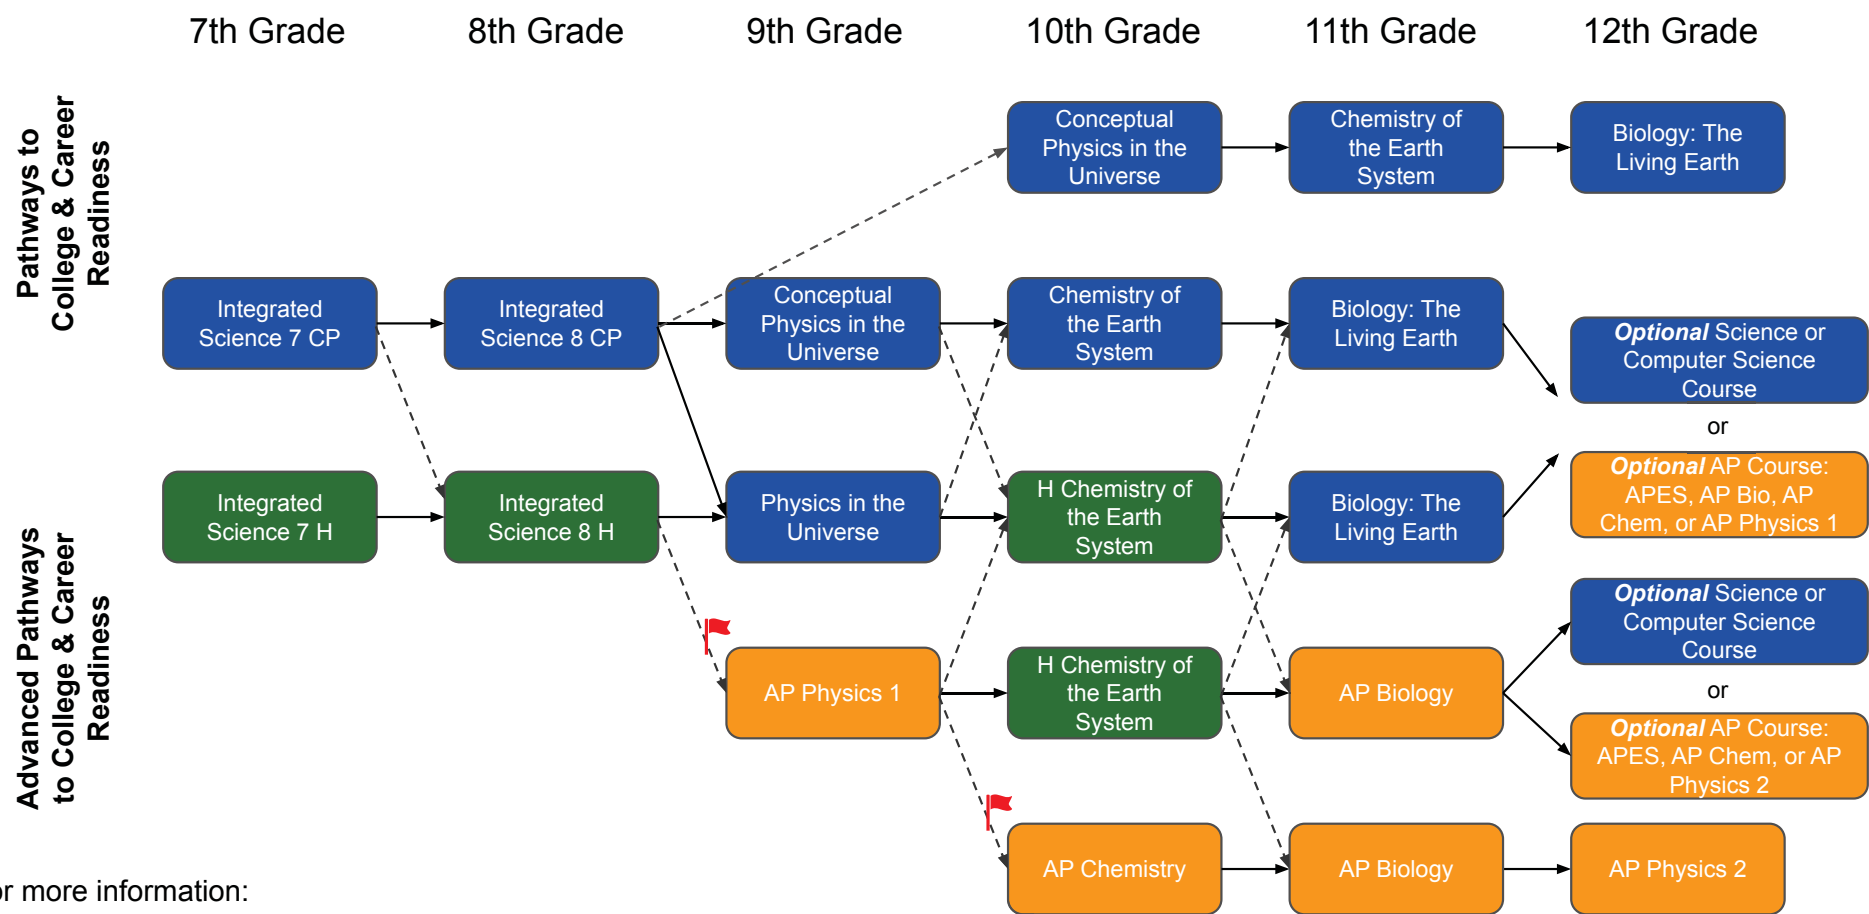 7th Grade
8th Grade
9th Grade
10th Grade
11th Grade
12th Grade
Pathways to
College & Career
Readiness
Conceptual
Physics in the
Universe
Chemistry of
the Earth
System
Biology: The
Living Earth
Integrated
Science 7 CP
Integrated
Science 8 CP
Conceptual
Physics in the
Universe
Chemistry of
the Earth
System
Biology: The
Living Earth
Optional Science or
Computer Science
Course
or
Optional AP Course:
APES, AP Bio, AP
Chem, or AP Physics 1
Advanced Pathways
to College & Career
Readiness
Integrated
Science 7 H
Integrated
Science 8 H
Physics in the
Universe
H Chemistry of
the Earth
System
Biology: The
Living Earth
AP Physics 1
H Chemistry of
the Earth
System
AP Biology
Optional Science or
Computer Science
Course
or
Optional AP Course:
APES, AP Chem, or AP
Physics 2
AP Chemistry
AP Biology
AP Physics 2
or more information: